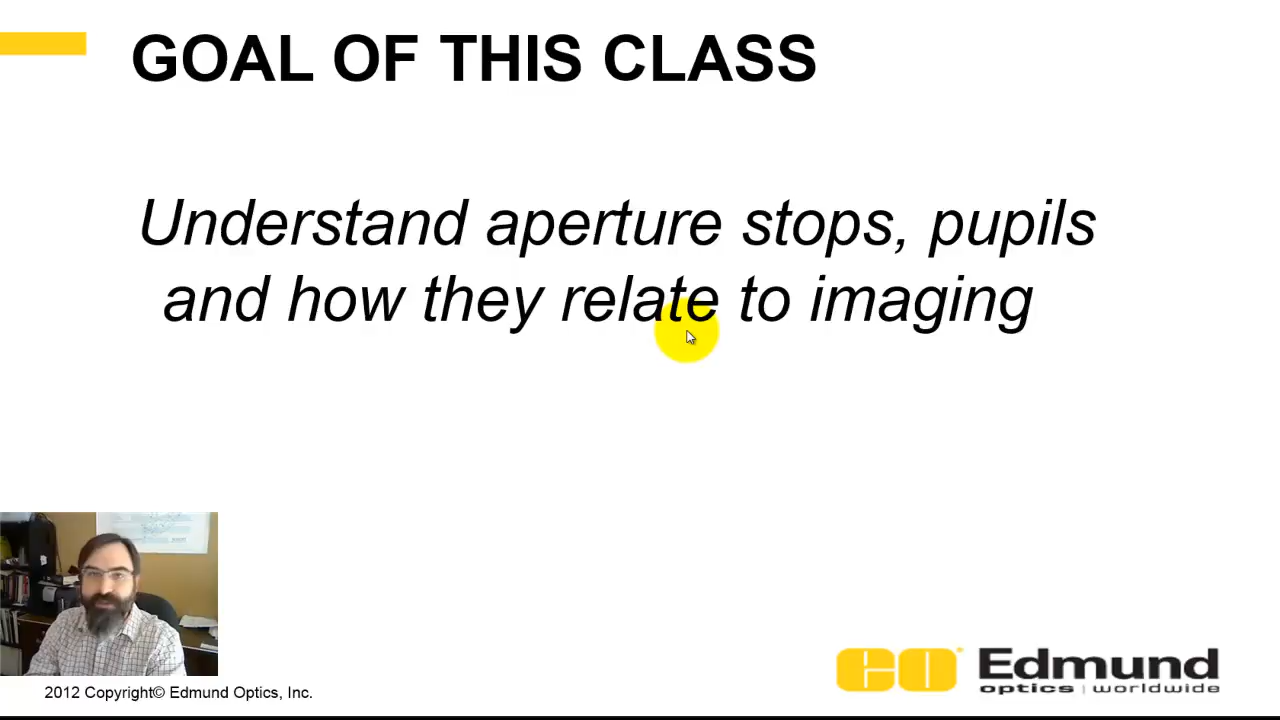 GOAL OF THIS CLASS
Understand aperture stops, pupils
and how they relate to imaging
2012 Copyright© Edmund Optics, Inc.
EO® Edmund
optics | worldwide